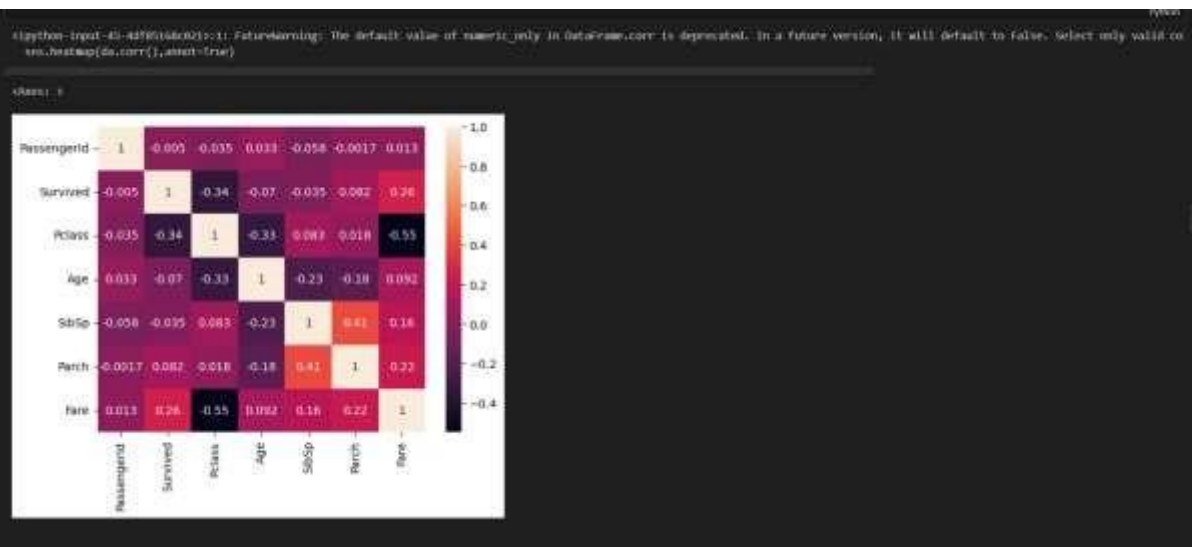 Python
<ipython-input-45-4df85168c021>:1: FutureWarning: The default value of numeric_only in DataFrame.corr is deprecated. In a future version, it will default to False. Select only valid co
sns.heatmap(da.corr(),annot=True)
<Axes: >
PassengerId 1 -0.005 -0.035 0.033 -0.058 -0.0017 0.013
Survived -0.005 1 -0.34 -0.07 -0.035 0.082 0.26
Pclass -0.035 -0.34 1 -0.33 0.083 0.018 -0.55
Age 0.033 -0.07 -0.33 1 -0.23 -0.18 0.092
SibSp -0.058 -0.035 0.083 -0.23 1 0.41 0.16
Parch -0.0017 0.082 0.018 -0.18 0.41 1 0.22
Fare 0.013 0.26 -0.55 0.092 0.16 0.22 1
PassengerId Survived Pclass Age SibSp Parch Fare
1.0
0.8
0.6
0.4
0.2
0.0
-0.2
-0.4